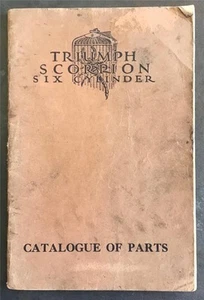 TRIUMPH
SCORPION
SIX CYLINDER
CATALOGUE OF PARTS